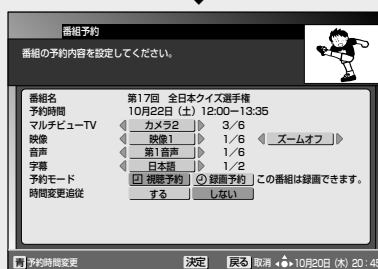 番組予約
番組の予約内容を設定してください。
番組名 第17回 全日本クイズ選手権
予約時間 10月22日（土）12:00−13:35
マルチビューTV カメラ2 3／6
映像 映像1 1／6 ズームオフ
音声 第1音声 1／6
字幕 日本語 1／2
予約モード 視聴予約 録画予約 この番組は録画できます。
時間変更追従 する しない
青 予約時間変更 決定 戻る 取消 10月20日（木）20：45